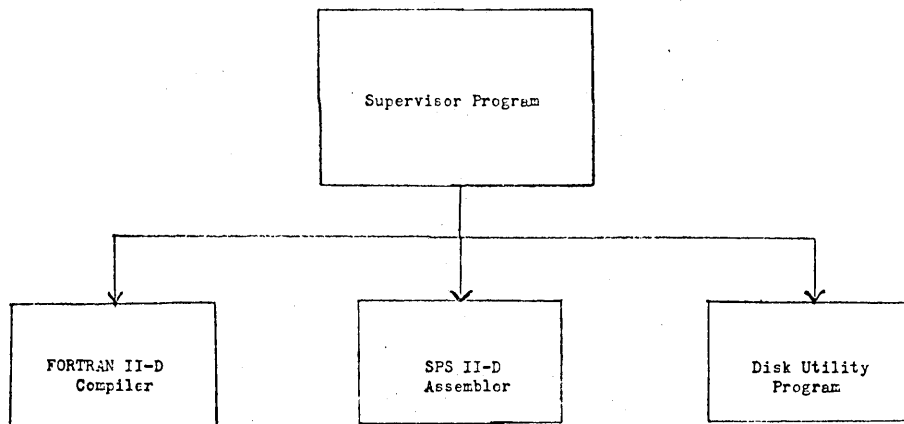 Supervisor Program
FORTRAN II-D
Compiler
SPS II-D
Assembler
Disk Utility
Program